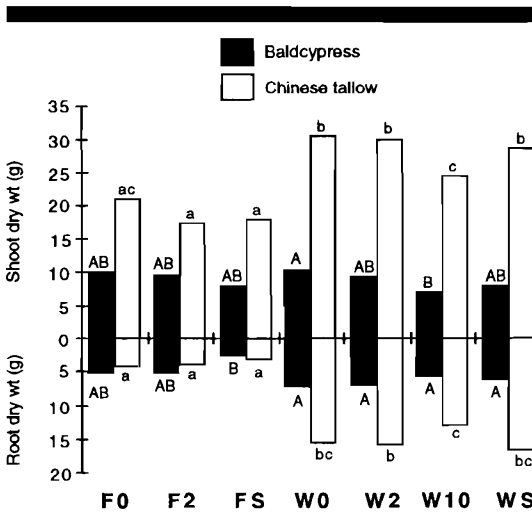 Baldcypress
Chinese tallow
Shoot dry wt (g)
Root dry wt (g)
35
30
25
20
15
10
5
0
5
10
15
20
AB ac AB a AB a A b AB b B c AB b
AB a AB a B a A bc A b A c A bc
F0 F2 FS W0 W2 W10 WS